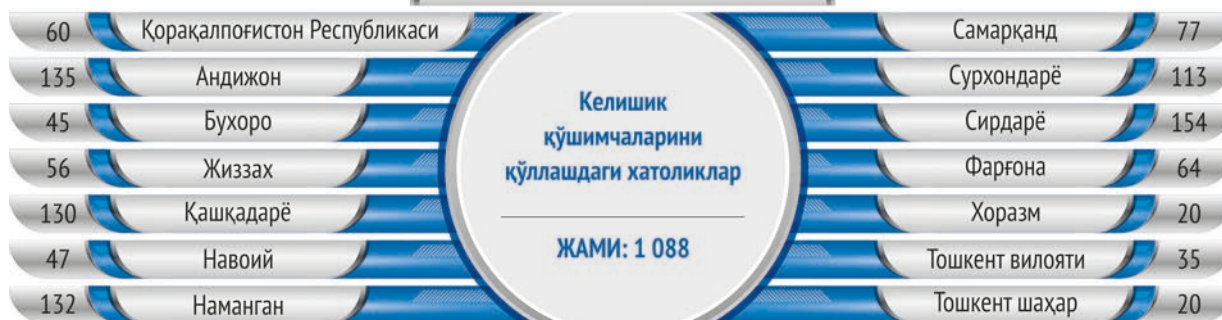 60 Қорақалпоғистон Республикаси
135 Андижон
45 Бухоро
56 Жиззах
130 Қашқадарё
47 Навоий
132 Наманган
Келишик
қўшимчаларини
қўллашдаги хатоликлар
ЖАМИ: 1 088
Самарқанд 77
Сурхондарё 113
Сирдарё 154
Фарғона 64
Хоразм 20
Тошкент вилояти 35
Тошкент шаҳар 20